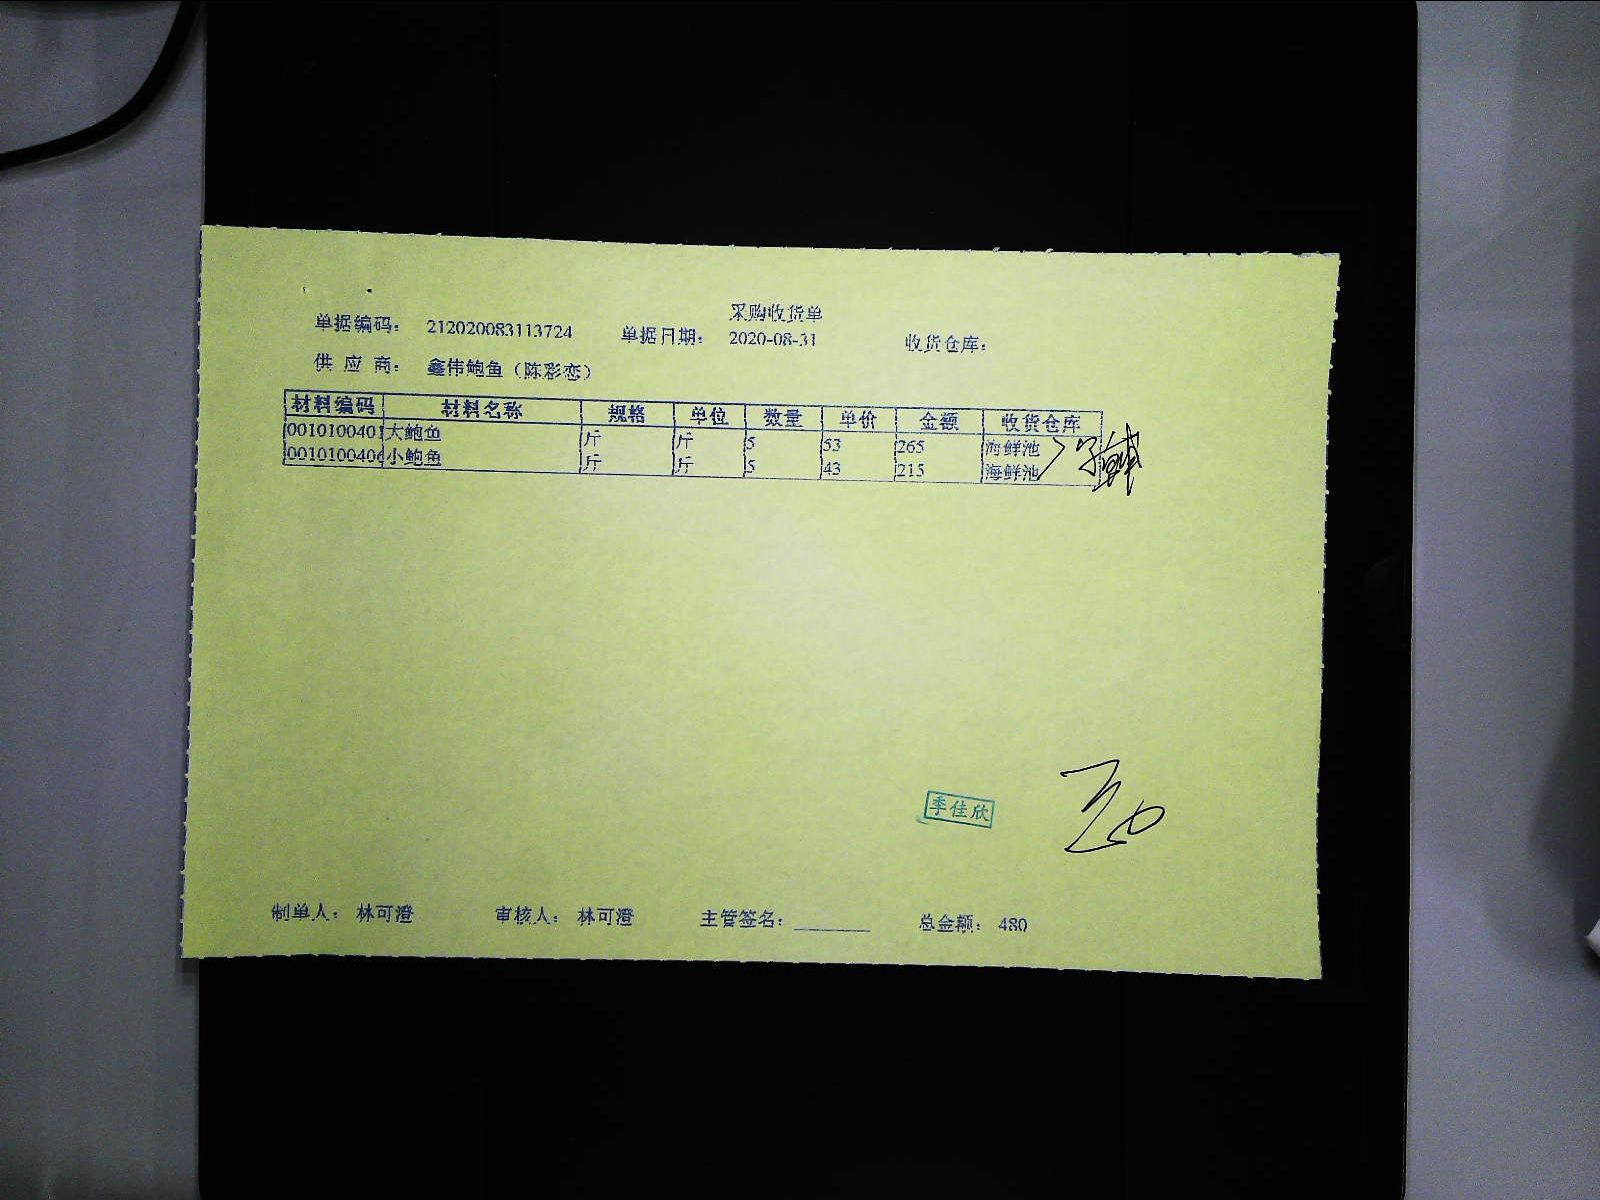 采购收货单
单据编码： 212020083113724 单据日期： 2020-08-31 收货仓库：
供 应 商： 鑫伟鲍鱼（陈彩恋）
材料编码 材料名称 规格 单位 数量 单价 金额 收货仓库
0010100401 大鲍鱼 斤 斤 5 53 265 海鲜池
001010040 小鲍鱼 斤 斤 5 43 215 海鲜池
季佳欣
制单人： 林可澄 审核人： 林可澄 主管签名： 总金额： 480